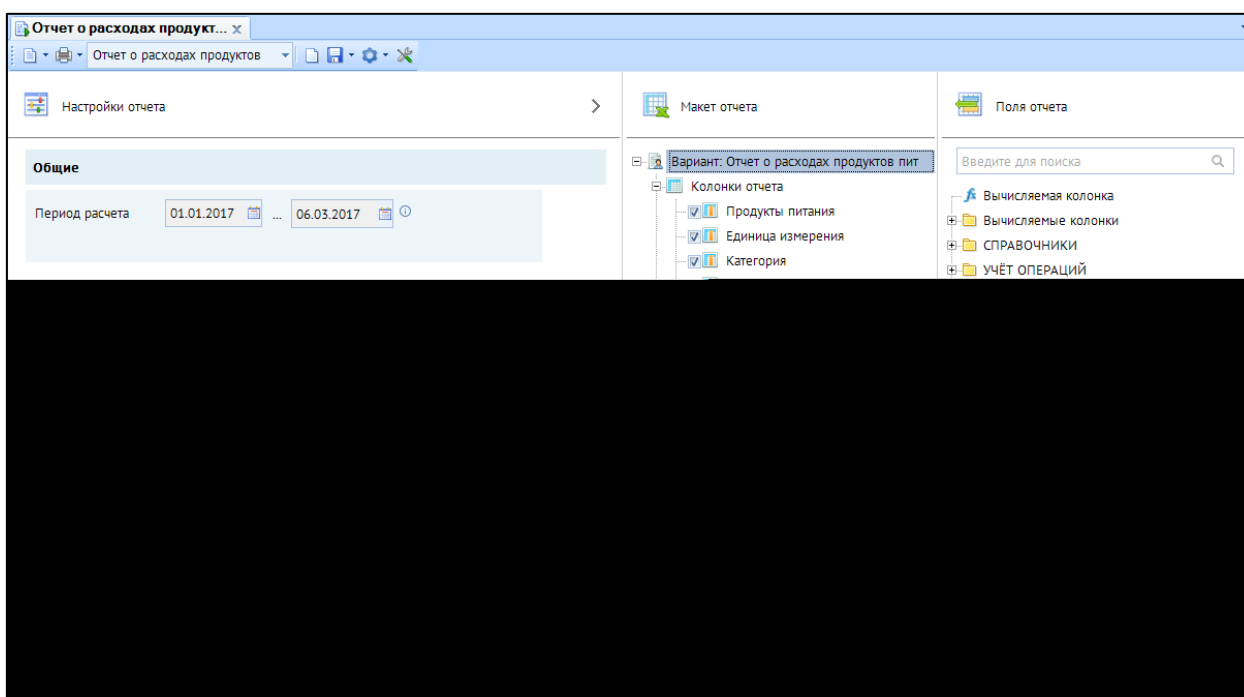 Отчет о расходах продукт...
Отчет о расходах продуктов
Настройки отчета
Общие
Период расчета 01.01.2017 ... 06.03.2017
Макет отчета
Вариант: Отчет о расходах продуктов пит
Колонки отчета
Продукты питания
Единица измерения
Категория
Поля отчета
Введите для поиска
fx Вычисляемая колонка
Вычисляемые колонки
СПРАВОЧНИКИ
УЧЁТ ОПЕРАЦИЙ